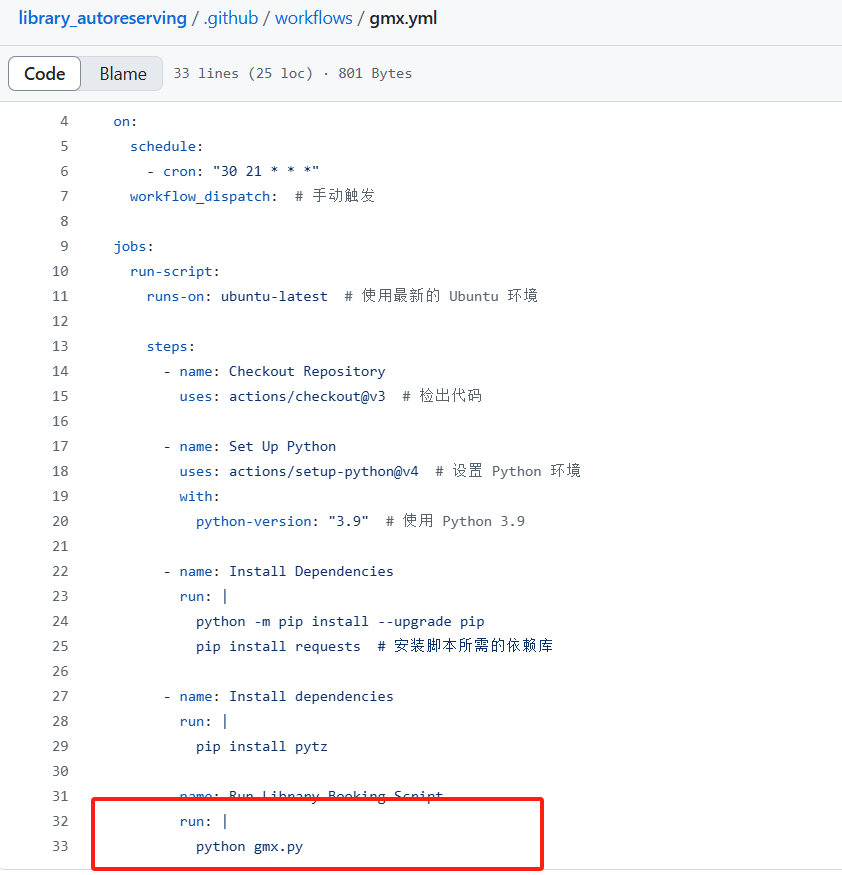 library_autoreserving / .github / workflows / gmx.yml
Code Blame 33 lines (25 loc) · 801 Bytes
4 on:
5 schedule:
6 - cron: "30 21 * * *"
7 workflow_dispatch: # 手动触发
8
9 jobs:
10 run-script:
11 runs-on: ubuntu-latest # 使用最新的 Ubuntu 环境
12
13 steps:
14 - name: Checkout Repository
15 uses: actions/checkout@v3 # 检出代码
16
17 - name: Set Up Python
18 uses: actions/setup-python@v4 # 设置 Python 环境
19 with:
20 python-version: "3.9" # 使用 Python 3.9
21
22 - name: Install Dependencies
23 run: |
24 python -m pip install --upgrade pip
25 pip install requests # 安装脚本所需的依赖库
26
27 - name: Install dependencies
28 run: |
29 pip install pytz
30
31 name: Run Library Booking Script
32 run: |
33 python gmx.py